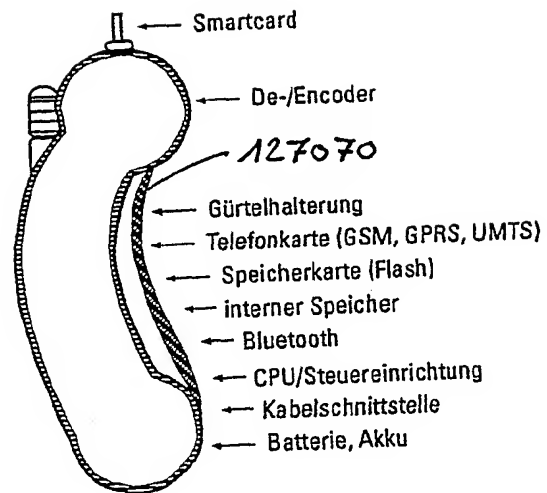 Smartcard
De-/Encoder
127070
Gürtelhalterung
Telefonkarte (GSM, GPRS, UMTS)
Speicherkarte (Flash)
interner Speicher
Bluetooth
CPU/Steuereinrichtung
Kabelschnittstelle
Batterie, Akku